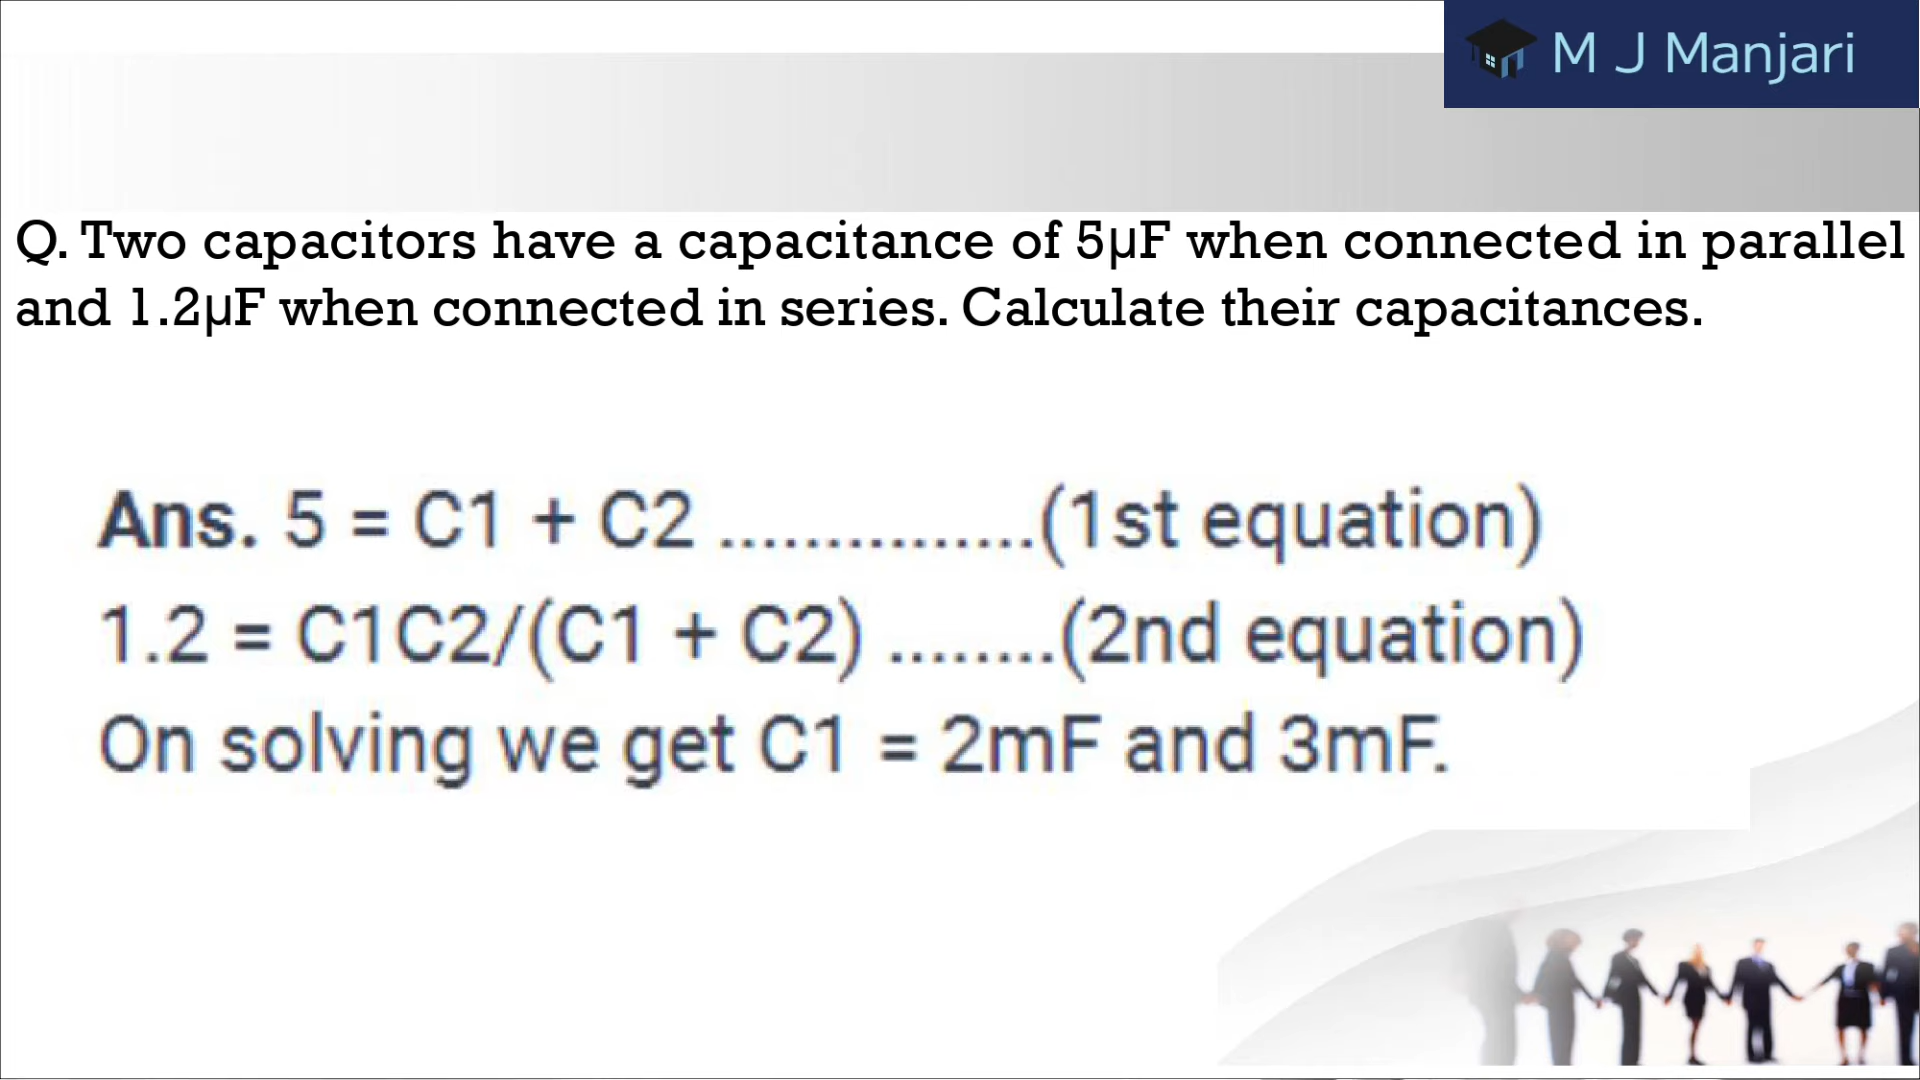 M J Manjari
Q. Two capacitors have a capacitance of 5μF when connected in parallel
and 1.2μF when connected in series. Calculate their capacitances.
Ans. 5 = C1 + C2 ...............(1st equation)
1.2 = C1C2/(C1 + C2) ........(2nd equation)
On solving we get C1 = 2mF and 3mF.